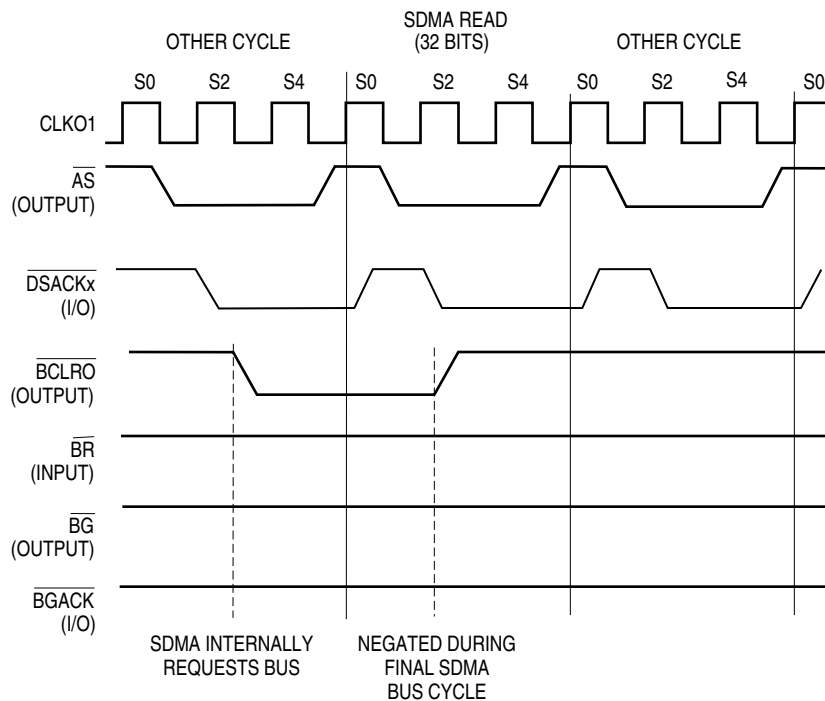 SDMA READ
(32 BITS)
OTHER CYCLE
OTHER CYCLE
S0 S2 S4 S0 S2 S4 S0 S2 S4 S0
CLKO1
AS
(OUTPUT)
DSACKx
(I/O)
BCLRO
(OUTPUT)
BR
(INPUT)
BG
(OUTPUT)
BGACK
(I/O)
SDMA INTERNALLY
REQUESTS BUS
NEGATED DURING
FINAL SDMA
BUS CYCLE